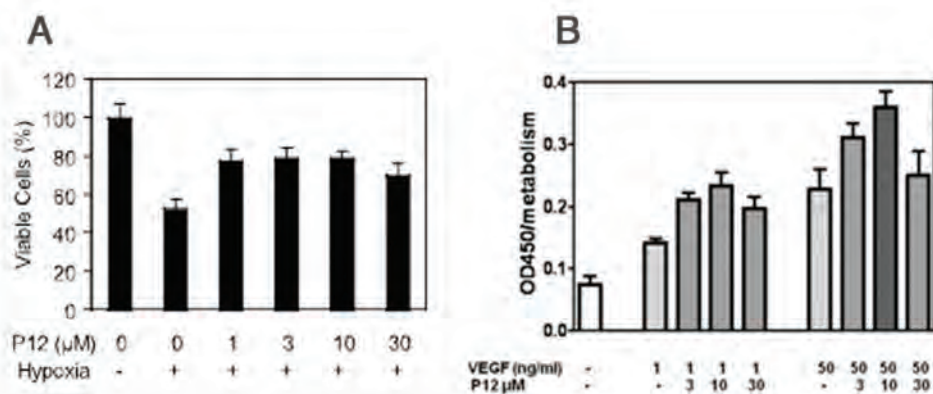 A
B
120
100
80
60
40
20
0
Viable Cells (%)
P12 (µM) 0 0 1 3 10 30
Hypoxia - + + + + +
0.4
0.3
0.2
0.1
0.0
OD450/metabolism
VEGF (ng/ml) - 1 1 1 1 50 50 50 50
P12 µM - - 3 10 30 - 3 10 30